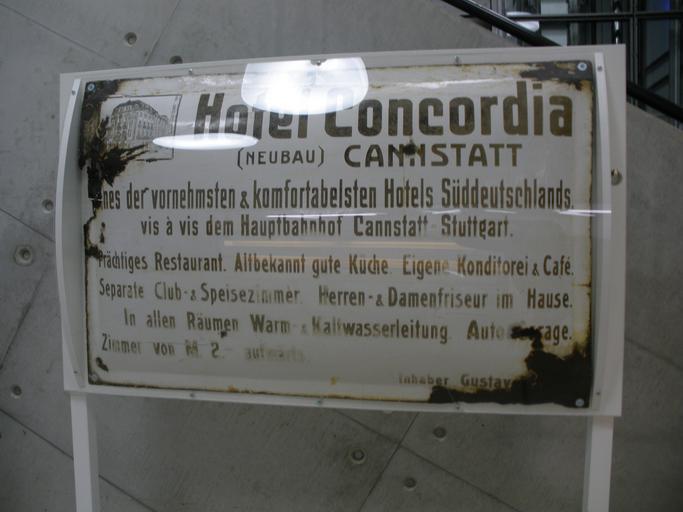 Hotel Concordia
(NEUBAU) CANNSTATT
ines der vornehmsten & komfortabelsten Hotels Süddeutschlands.
vis à vis dem Hauptbahnhof Cannstatt - Stuttgart.
Prächtiges Restaurant. Altbekannt gute Küche. Eigene Konditorei & Café.
Separate Club- & Speisezimmer. Herren- & Damenfriseur im Hause.
In allen Räumen Warm- & Kaltwasserleitung. Auto- Garage.
Zimmer von M. 2.- aufwärts.
Inhaber Gustav